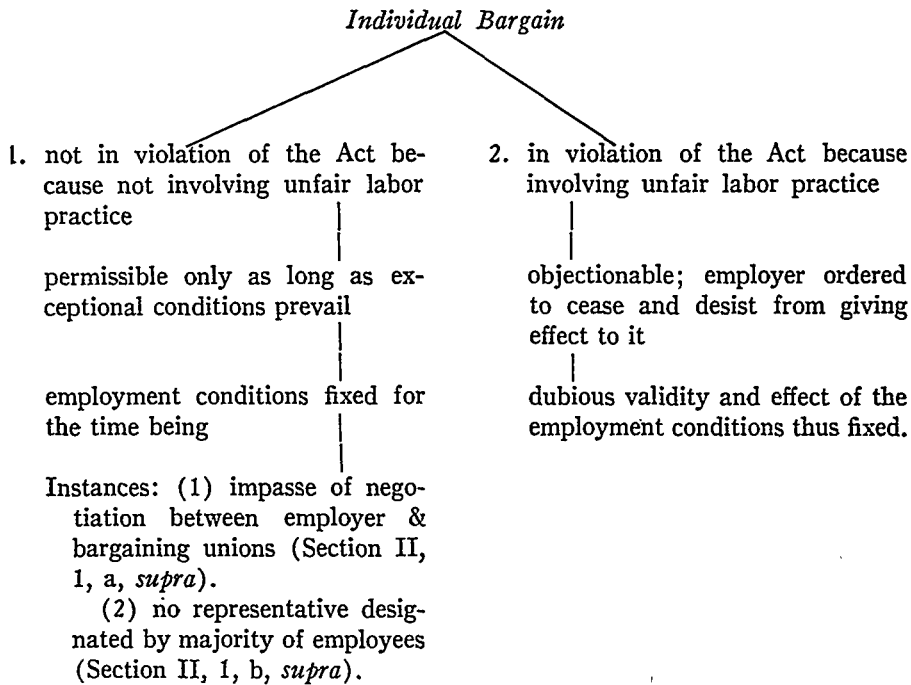 Individual Bargain
1. not in violation of the Act be-
cause not involving unfair labor
practice
permissible only as long as ex-
ceptional conditions prevail
employment conditions fixed for
the time being
Instances: (1) impasse of nego-
tiation between employer &
bargaining unions (Section II,
1, a, supra).
(2) no representative desig-
nated by majority of employees
(Section II, 1, b, supra).
2. in violation of the Act because
involving unfair labor practice
objectionable; employer ordered
to cease and desist from giving
effect to it
dubious validity and effect of the
employment conditions thus fixed.